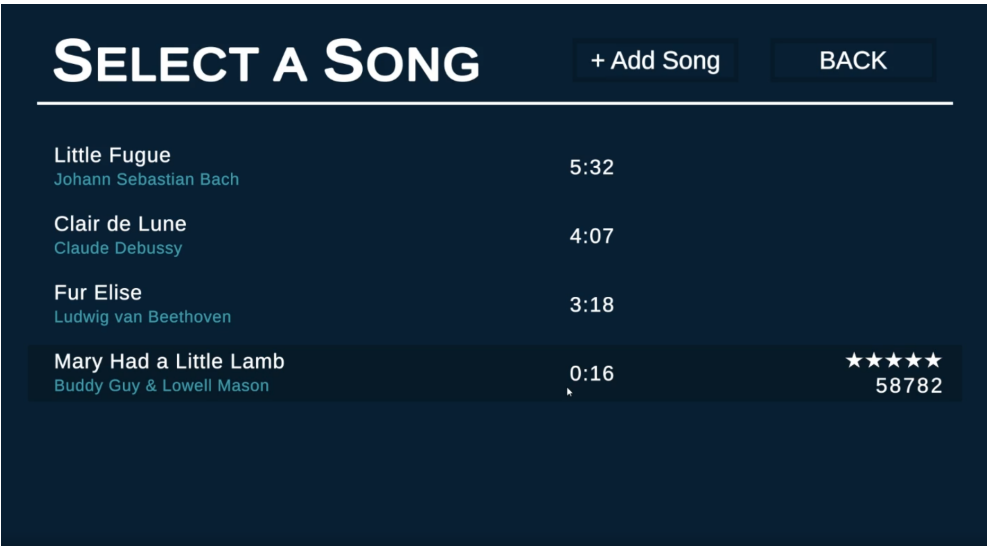 SELECT A SONG
+ Add Song
BACK
Little Fugue
Johann Sebastian Bach
5:32
Clair de Lune
Claude Debussy
4:07
Fur Elise
Ludwig van Beethoven
3:18
Mary Had a Little Lamb
Buddy Guy & Lowell Mason
0:16
★★★★★
58782